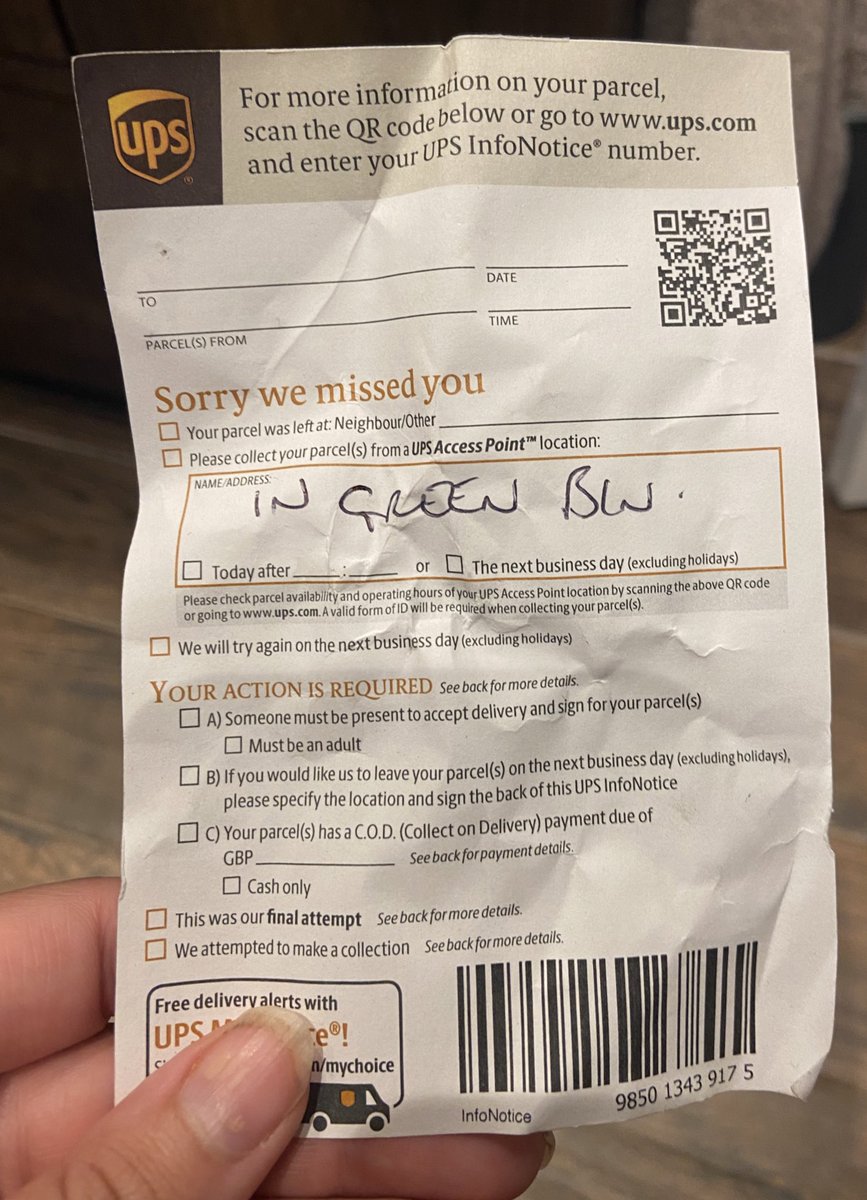 ups
For more information on your parcel,
scan the QR code below or go to www.ups.com
and enter your UPS InfoNotice® number.
TO
DATE
PARCEL(S) FROM
TIME
Sorry we missed you
Your parcel was left at: Neighbour/Other
Please collect your parcel(s) from a UPS Access Point™ location:
NAME/ADDRESS:
IN GREEN BIN.
Today after ____:____ or The next business day (excluding holidays)
Please check parcel availability and operating hours of your UPS Access Point location by scanning the above QR code
or going to www.ups.com. A valid form of ID will be required when collecting your parcel(s).
We will try again on the next business day (excluding holidays)
YOUR ACTION IS REQUIRED See back for more details.
A) Someone must be present to accept delivery and sign for your parcel(s)
Must be an adult
B) If you would like us to leave your parcel(s) on the next business day (excluding holidays),
please specify the location and sign the back of this UPS InfoNotice
C) Your parcel(s) has a C.O.D. (Collect on Delivery) payment due of
GBP See back for payment details.
Cash only
This was our final attempt See back for more details.
We attempted to make a collection See back for more details.
Free delivery alerts with
UPS
/mychoice
InfoNotice
9850 1343 917 5